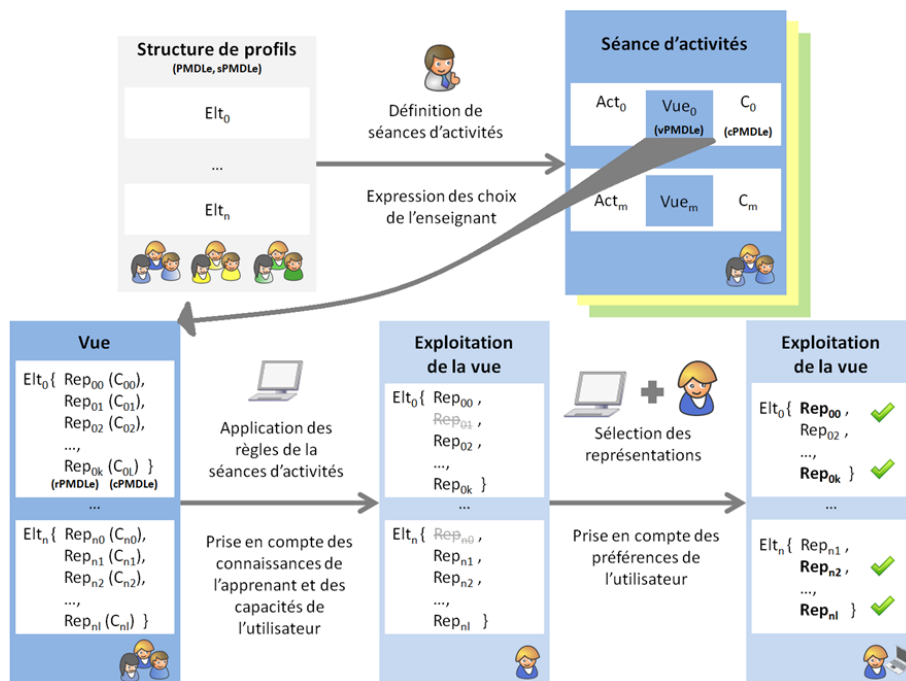 Structure de profils
(PMDLe, sPMDLe)
Elt0
...
Eltn
Définition de
séances d'activités
Expression des choix
de l'enseignant
Séance d'activités
Act0 Vue0 C0
(vPMDLe) (cPMDLe)
...
Actm Vuem Cm
Vue
Elt0{ Rep00 (C00),
Rep01 (C01),
Rep02 (C02),
...,
Rep0k (C0L) }
(rPMDLe) (cPMDLe)
...
Eltn{ Repn0 (Cn0),
Repn1 (Cn1),
Repn2 (Cn2),
...,
Repnl (Cnl) }
Application des
règles de la
séances d'activités
Prise en compte des
connaissances de
l'apprenant et des
capacités de
l'utilisateur
Exploitation
de la vue
Elt0{ Rep00 ,
Rep01 ,
Rep02 ,
...,
Rep0k }
...
Eltn{ Repn0 ,
Repn1 ,
Repn2 ,
...,
Repnl }
Sélection des
représentations
Prise en compte des
préférences de
l'utilisateur
Exploitation
de la vue
Elt0{ Rep00 ,
Rep02 ,
...,
Rep0k }
...
Eltn{ Repn1 ,
Repn2 ,
...,
Repnl }